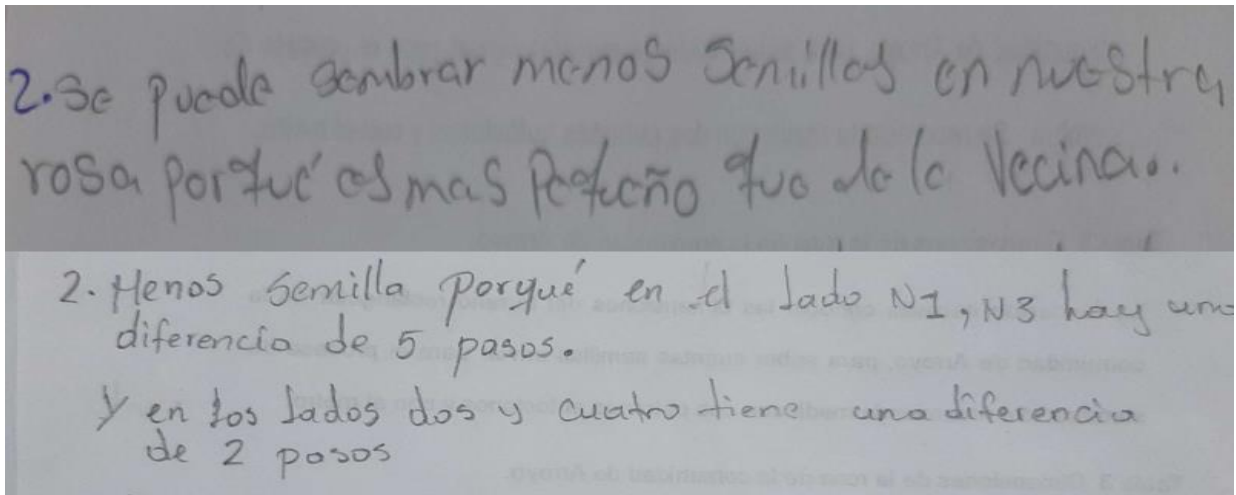 2. Se puede sembrar menos Semillas en nuestra
rosa porqué es mas Pequeño que de la Vecina..
2. Menos semilla porqué en el lado N1, N3 hay una
diferencia de 5 pasos.
y en los lados dos y cuatro tiene una diferencia
de 2 pasos